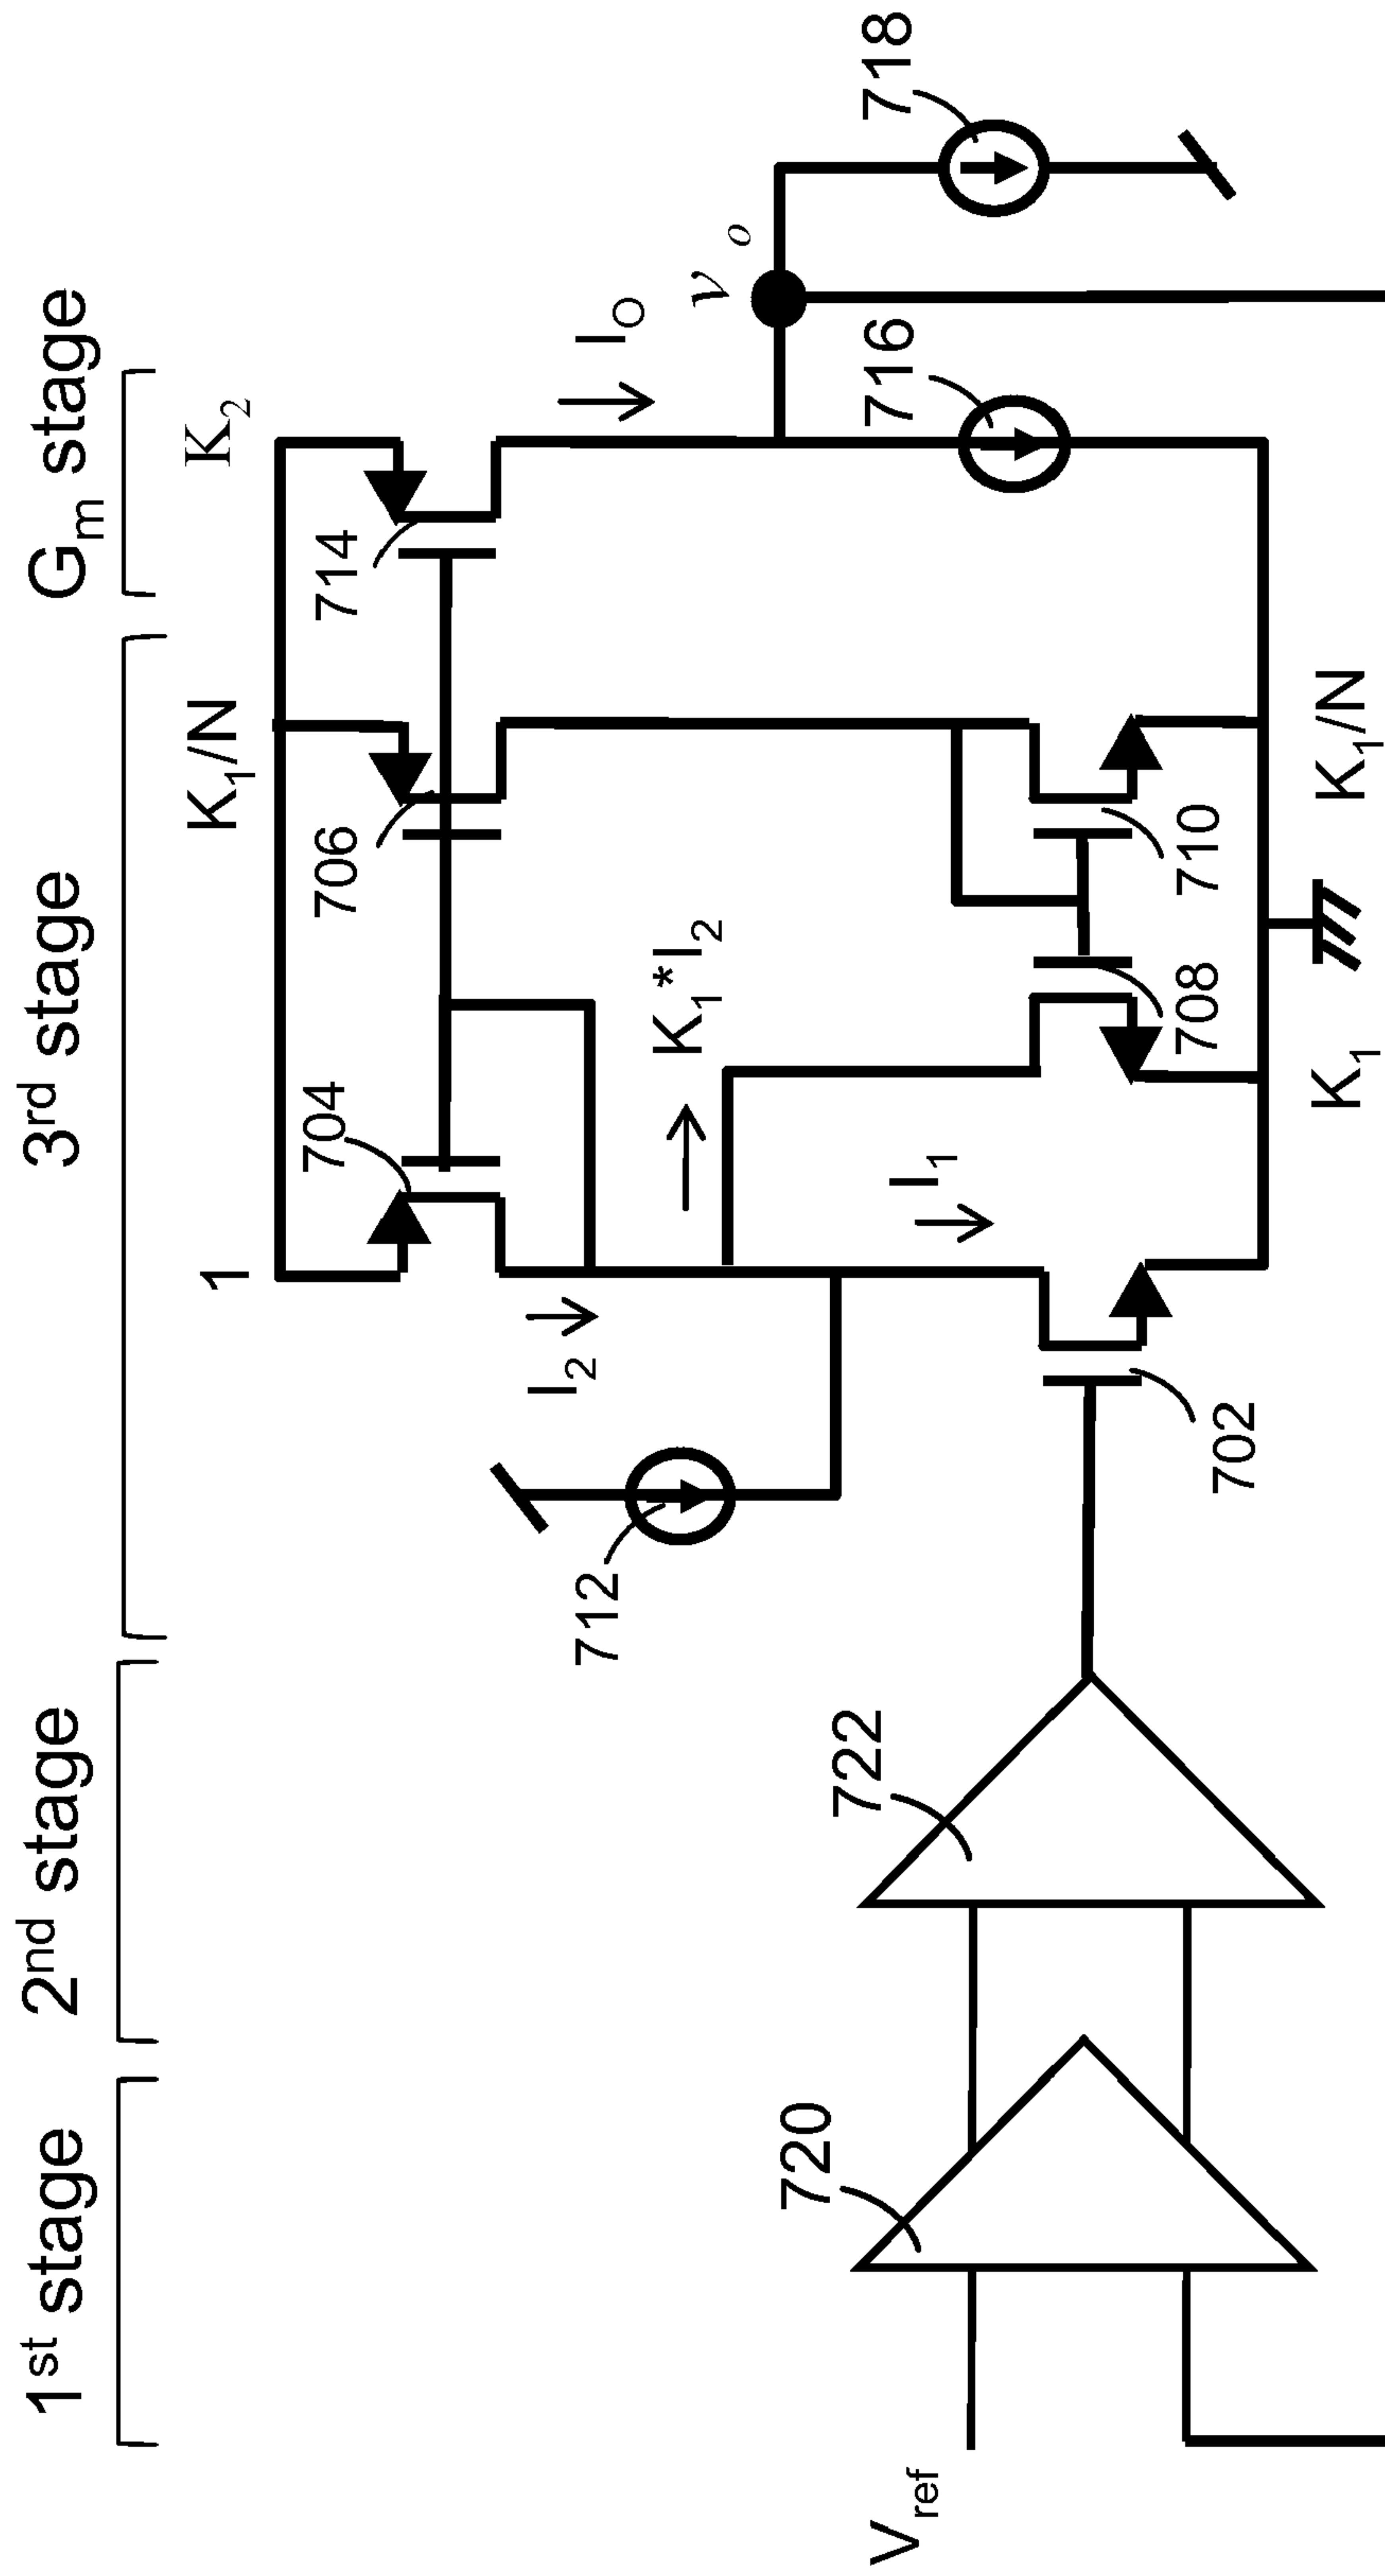 1st stage
2nd stage
3rd stage
Gm stage
1
K1/N
K2
704
706
714
I2
K1*I2
IO
vo
712
I1
716
718
720
722
702
708
710
K1
K1/N
Vref